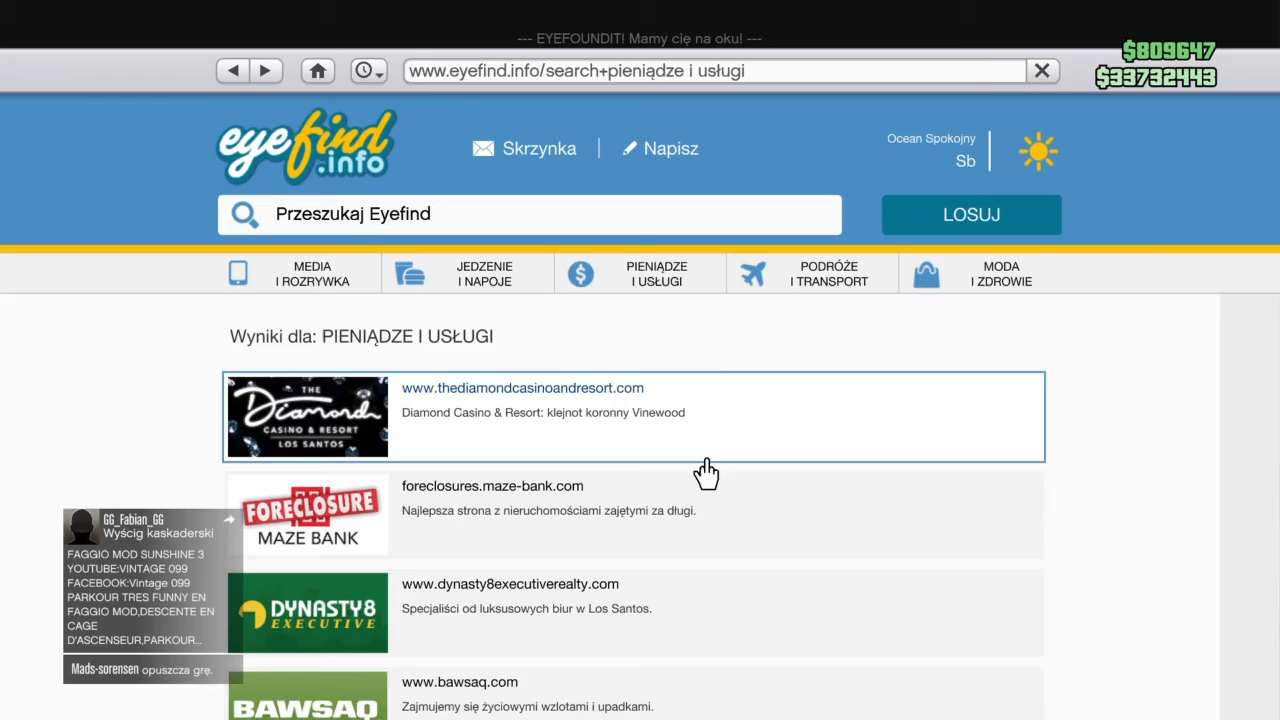 --- EYEFOUNDIT! Mamy cię na oku! ---
$809647
www.eyefind.info/search+pieniądze i usługi
$33732443
eyefind.info
Skrzynka
Napisz
Ocean Spokojny
Sb
Przeszukaj Eyefind
LOSUJ
MEDIA
I ROZRYWKA
JEDZENIE
I NAPOJE
PIENIĄDZE
I USŁUGI
PODRÓŻE
I TRANSPORT
MODA
I ZDROWIE
Wyniki dla: PIENIĄDZE I USŁUGI
THE
Diamond
CASINO & RESORT
LOS SANTOS
www.thediamondcasinoandresort.com
Diamond Casino & Resort: klejnot koronny Vinewood
FORECLOSURE
MAZE BANK
foreclosures.maze-bank.com
Najlepsza strona z nieruchomościami zajętymi za długi.
GG_Fabian_GG
Wyścig kaskaderski
FAGGIO MOD SUNSHINE 3
YOUTUBE:VINTAGE 099
FACEBOOK:Vintage 099
PARKOUR TRES FUNNY EN
FAGGIO MOD,DESCENTE EN
CAGE
D'ASCENSEUR,PARKOUR...
Mads-sorensen opuszcza grę.
DYNASTY8
EXECUTIVE
www.dynasty8executiverealty.com
Specjaliści od luksusowych biur w Los Santos.
BAWSAQ
www.bawsaq.com
Zajmujemy się życiowymi wzlotami i upadkami.